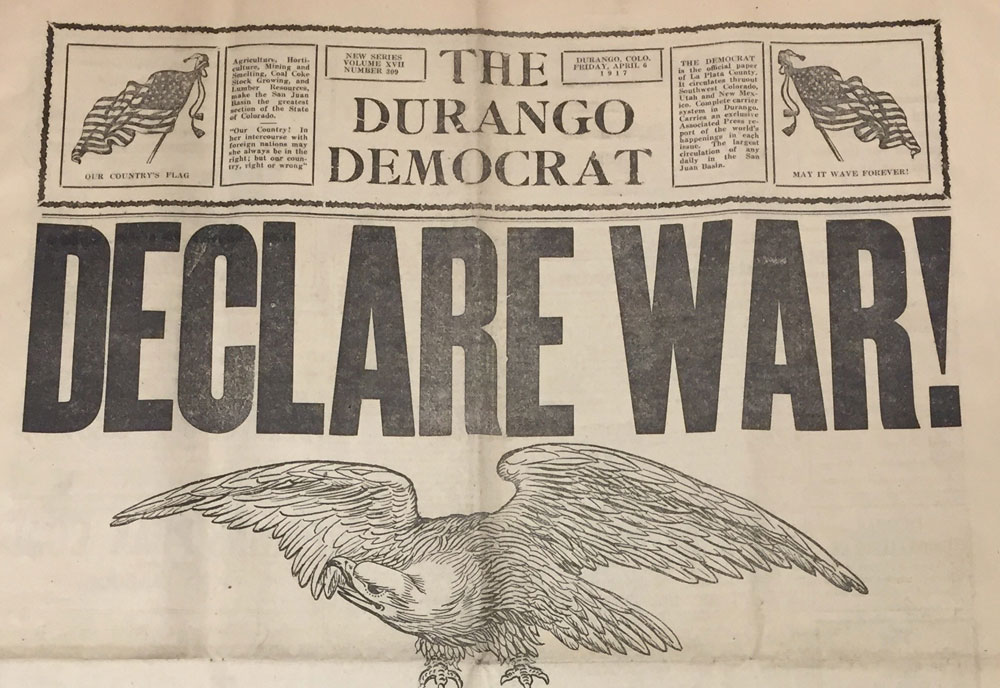 OUR COUNTRY'S FLAG
Agriculture, Horti-
culture, Mining and
Smelting, Coal Coke
Stock Growing, and
Lumber Resources,
make the San Juan
Basin the greatest
section of the State
of Colorado.
"Our Country! In
her intercourse with
foreign nations may
she always be in the
right; but our coun-
try, right or wrong"
NEW SERIES
VOLUME XVII
NUMBER 309
THE
DURANGO
DEMOCRAT
DURANGO, COLO.
FRIDAY, APRIL 6
1917
THE DEMOCRAT
is the official paper
of La Plata County.
It circulates thruout
Southwest Colorado,
Utah and New Mex-
ico. Complete carrier
system in Durango.
Carries an exclusive
Associated Press re-
port of the world's
happenings in each
issue. The largest
circulation of any
daily in the San
Juan Basin.
MAY IT WAVE FOREVER!
DECLARE WAR!